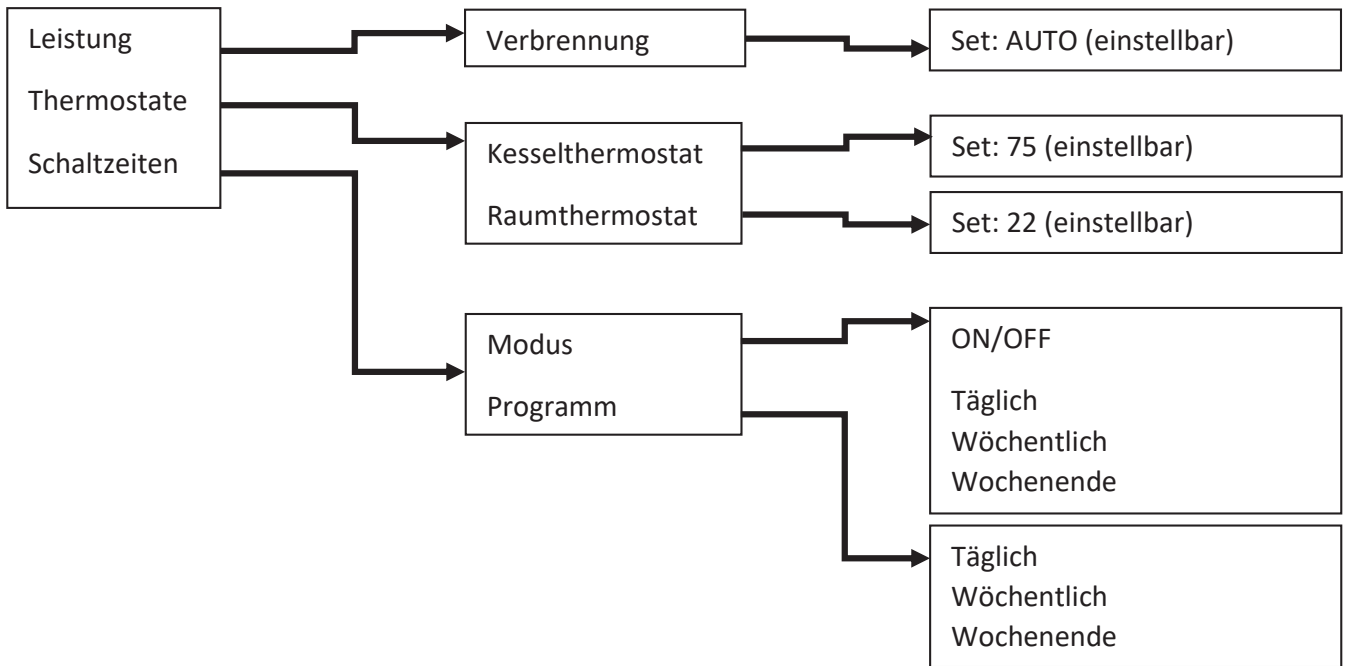 Leistung
Thermostate
Schaltzeiten
Verbrennung
Set: AUTO (einstellbar)
Kesselthermostat
Raumthermostat
Set: 75 (einstellbar)
Set: 22 (einstellbar)
Modus
Programm
ON/OFF
Täglich
Wöchentlich
Wochenende
Täglich
Wöchentlich
Wochenende